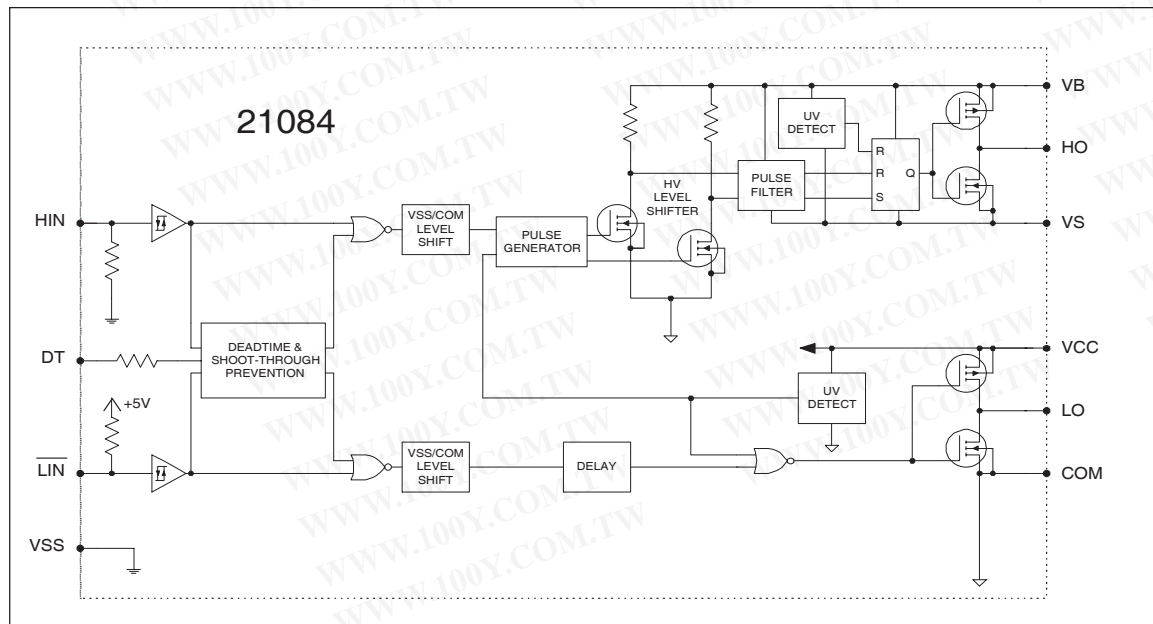 21084
VB
UV
DETECT
HO
R
R
Q
S
PULSE
FILTER
HV
LEVEL
SHIFTER
VS
HIN
VSS/COM
LEVEL
SHIFT
PULSE
GENERATOR
DEADTIME &
SHOOT-THROUGH
PREVENTION
DT
VCC
UV
DETECT
+5V
LO
LIN
VSS/COM
LEVEL
SHIFT
DELAY
COM
VSS
WWW.100Y.COM.TW